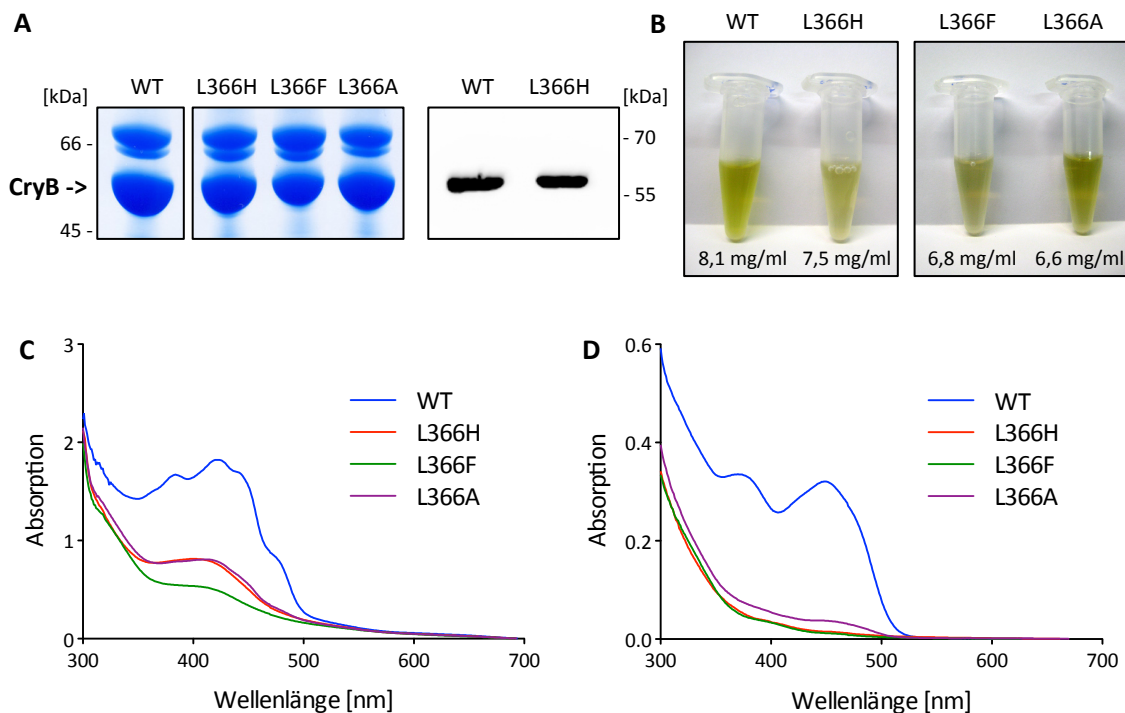 A
B
WT L366H L366F L366A
[kDa] WT L366H L366F L366A WT L366H [kDa]
66 - - 70
CryB ->
- 55
45 -
8,1 mg/ml 7,5 mg/ml 6,8 mg/ml 6,6 mg/ml
C
3
2
1
0
Absorption
300 400 500 600 700
Wellenlänge [nm]
WT
L366H
L366F
L366A
D
0.6
0.4
0.2
0.0
Absorption
300 400 500 600 700
Wellenlänge [nm]
WT
L366H
L366F
L366A